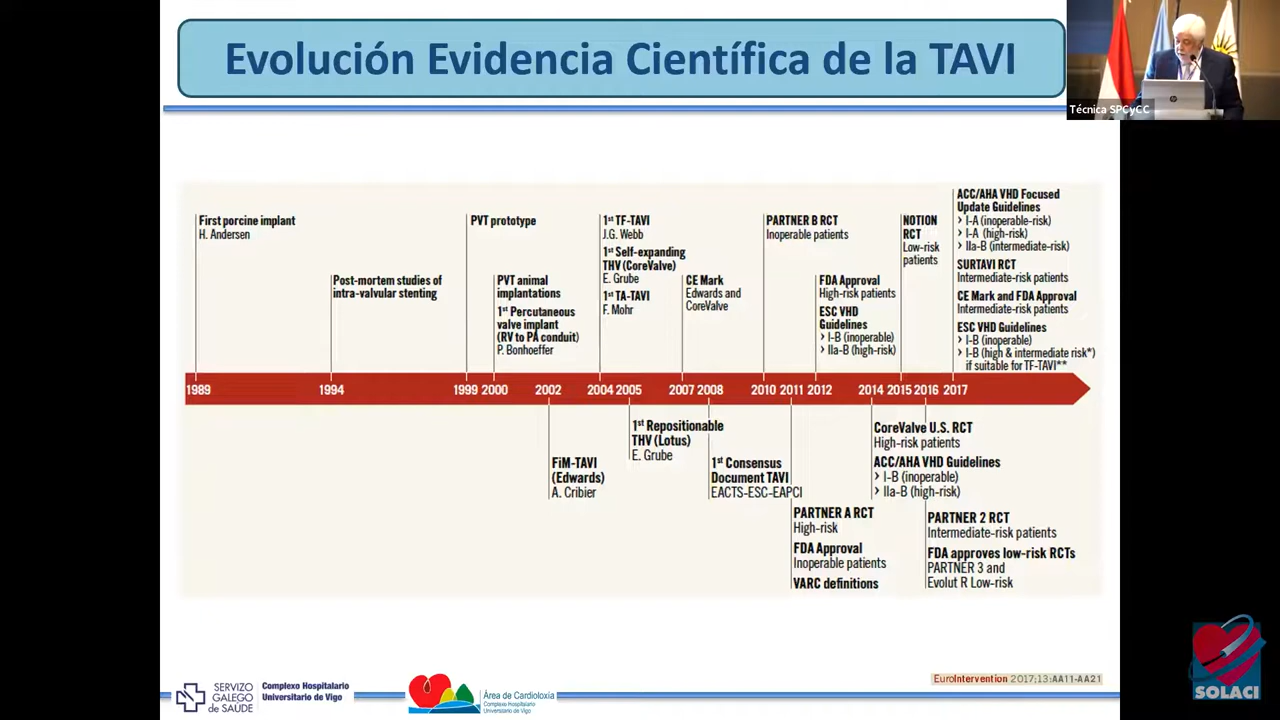 Evolución Evidencia Científica de la TAVI
Técnica SPCyCC
First porcine implant
H. Andersen
Post-mortem studies of
intra-valvular stenting
PVT prototype
PVT animal
implantations
1st Percutaneous
valve implant
(RV to PA conduit)
P. Bonhoeffer
1st TF-TAVI
J.G. Webb
1st Self-expanding
THV (CoreValve)
E. Grube
1st TA-TAVI
F. Mohr
CE Mark
Edwards and
CoreValve
PARTNER B RCT
Inoperable patients
FDA Approval
High-risk patients
ESC VHD
Guidelines
› I-B (inoperable)
› IIa-B (high-risk)
NOTION
RCT
Low-risk
patients
ACC/AHA VHD Focused
Update Guidelines
› I-A (inoperable-risk)
› I-A (high-risk)
› IIa-B (intermediate-risk)
SURTAVI RCT
Intermediate-risk patients
CE Mark and FDA Approval
Intermediate-risk patients
ESC VHD Guidelines
› I-B (inoperable)
› I-B (high & intermediate risk*)
if suitable for TF-TAVI**
1989 1994 1999 2000 2002 2004 2005 2007 2008 2010 2011 2012 2014 2015 2016 2017
FiM-TAVI
(Edwards)
A. Cribier
1st Repositionable
THV (Lotus)
E. Grube
1st Consensus
Document TAVI
EACTS-ESC-EAPCI
PARTNER A RCT
High-risk
FDA Approval
Inoperable patients
VARC definitions
CoreValve U.S. RCT
High-risk patients
ACC/AHA VHD Guidelines
› I-B (inoperable)
› IIa-B (high-risk)
PARTNER 2 RCT
Intermediate-risk patients
FDA approves low-risk RCTs
PARTNER 3 and
Evolut R Low-risk
EuroIntervention 2017;13:AA11-AA21
SERVIZO
GALEGO
de SAÚDE
Complexo Hospitalario
Universitario de Vigo
Área de Cardioloxía
Complexo Hospitalario
Universitario de Vigo
SOLACI